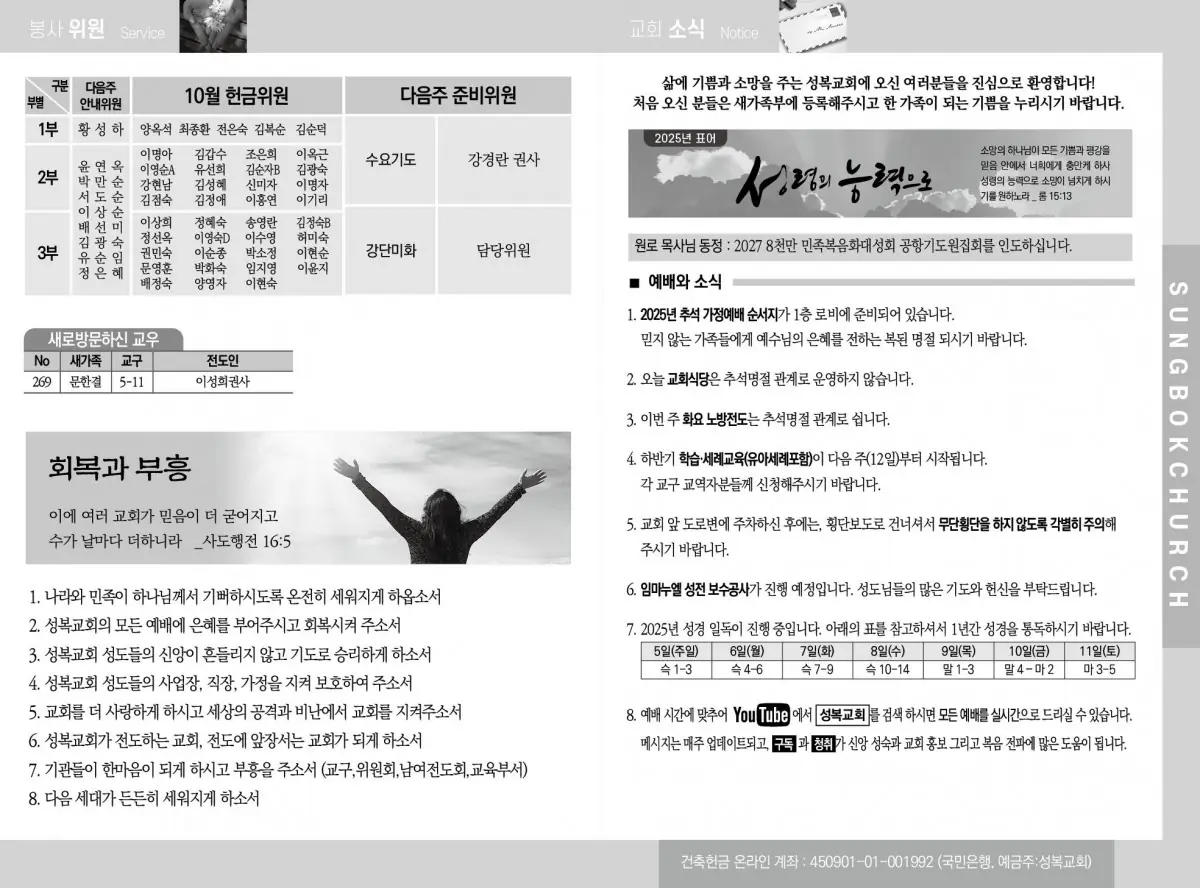 봉사 위원 Service
구분
부별
다음주
안내위원
10월 헌금위원
다음주 준비위원
1부
황성하
양옥석 최종환 전은숙 김복순 김순덕
2부
윤연옥
박만순
서도순
이상순
배선미
김광숙
유순임
정은혜
이명아 김갑수 조은희 이옥근
이영순A 유선희 김순자B 김광숙
강현남 김성혜 신미자 이명자
김점숙 김정애 이홍연 이기리
3부
이상희 정혜숙 송영란 김정숙B
정선옥 이영숙D 이수영 허미숙
권민숙 이순종 박소정 이현순
문영훈 박화숙 임지영 이윤지
배정숙 양영자 이현숙
수요기도
강경란 권사
강단미화
담당위원
새로방문하신 교우
No 새가족 교구 전도인
269 문한결 5-11 이성희권사
회복과 부흥
이에 여러 교회가 믿음이 더 굳어지고
수가 날마다 더하니라 _사도행전 16:5
1. 나라와 민족이 하나님께서 기뻐하시도록 온전히 세워지게 하옵소서
2. 성복교회의 모든 예배에 은혜를 부어주시고 회복시켜 주소서
3. 성복교회 성도들의 신앙이 흔들리지 않고 기도로 승리하게 하소서
4. 성복교회 성도들의 사업장, 직장, 가정을 지켜 보호하여 주소서
5. 교회를 더 사랑하게 하시고 세상의 공격과 비난에서 교회를 지켜주소서
6. 성복교회가 전도하는 교회, 전도에 앞장서는 교회가 되게 하소서
7. 기관들이 한마음이 되게 하시고 부흥을 주소서 (교구,위원회,남여전도회,교육부서)
8. 다음 세대가 든든히 세워지게 하소서
교회 소식 Notice
삶에 기쁨과 소망을 주는 성복교회에 오신 여러분들을 진심으로 환영합니다!
처음 오신 분들은 새가족부에 등록해주시고 한 가족이 되는 기쁨을 누리시기 바랍니다.
2025년 표어
성령의 능력으로
소망의 하나님이 모든 기쁨과 평강을
믿음 안에서 너희에게 충만케 하사
성령의 능력으로 소망이 넘치게 하시
기를 원하노라 _ 롬 15:13
원로 목사님 동정 : 2027 8천만 민족복음화대성회 공항기도원집회를 인도하십니다.
■ 예배와 소식
1. 2025년 추석 가정예배 순서지가 1층 로비에 준비되어 있습니다.
믿지 않는 가족들에게 예수님의 은혜를 전하는 복된 명절 되시기 바랍니다.
2. 오늘 교회식당은 추석명절 관계로 운영하지 않습니다.
3. 이번 주 화요 노방전도는 추석명절 관계로 쉽니다.
4. 하반기 학습·세례교육(유아세례포함)이 다음 주(12일)부터 시작됩니다.
각 교구 교역자분들께 신청해주시기 바랍니다.
5. 교회 앞 도로변에 주차하신 후에는, 횡단보도로 건너셔서 무단횡단을 하지 않도록 각별히 주의해
주시기 바랍니다.
6. 임마누엘 성전 보수공사가 진행 예정입니다. 성도님들의 많은 기도와 헌신을 부탁드립니다.
7. 2025년 성경 일독이 진행 중입니다. 아래의 표를 참고하셔서 1년간 성경을 통독하시기 바랍니다.
5일(주일) 6일(월) 7일(화) 8일(수) 9일(목) 10일(금) 11일(토)
슥 1-3 슥 4-6 슥 7-9 슥 10-14 말 1-3 말 4-마 2 마 3-5
8. 예배 시간에 맞추어 YouTube에서 성복교회를 검색 하시면 모든 예배를 실시간으로 드리실 수 있습니다.
메시지는 매주 업데이트되고, 구독과 청취가 신앙 성숙과 교회 홍보 그리고 복음 전파에 많은 도움이 됩니다.
SUNGBOKCHURCH
건축헌금 온라인 계좌 : 450901-01-001992 (국민은행, 예금주:성복교회)